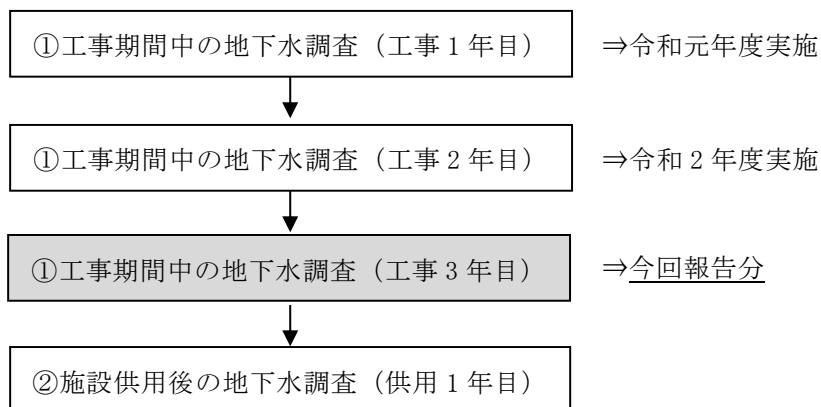 ①工事期間中の地下水調査（工事１年目） ⇒令和元年度実施
①工事期間中の地下水調査（工事２年目） ⇒令和２年度実施
①工事期間中の地下水調査（工事３年目） ⇒今回報告分
②施設供用後の地下水調査（供用１年目）